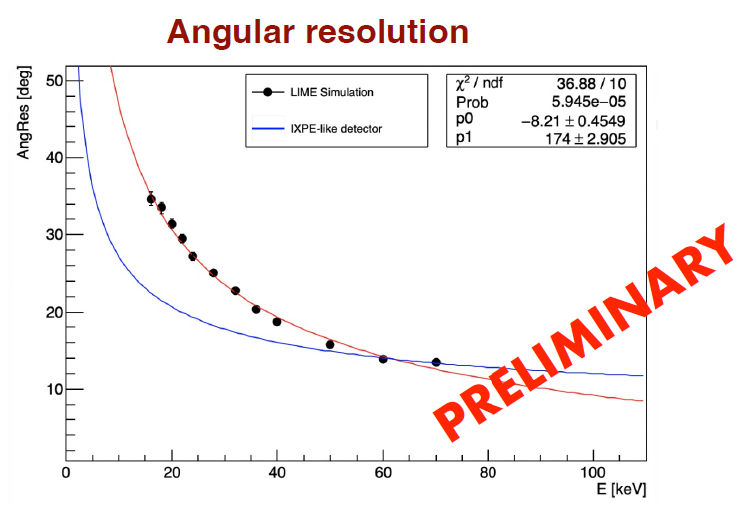 Angular resolution
AngRes [deg]
50
40
30
20
10
LIME Simulation
IXPE-like detector
χ² / ndf 36.88 / 10
Prob 5.945e−05
p0 −8.21 ± 0.4549
p1 174 ± 2.905
PRELIMINARY
0 20 40 60 80 100
E [keV]